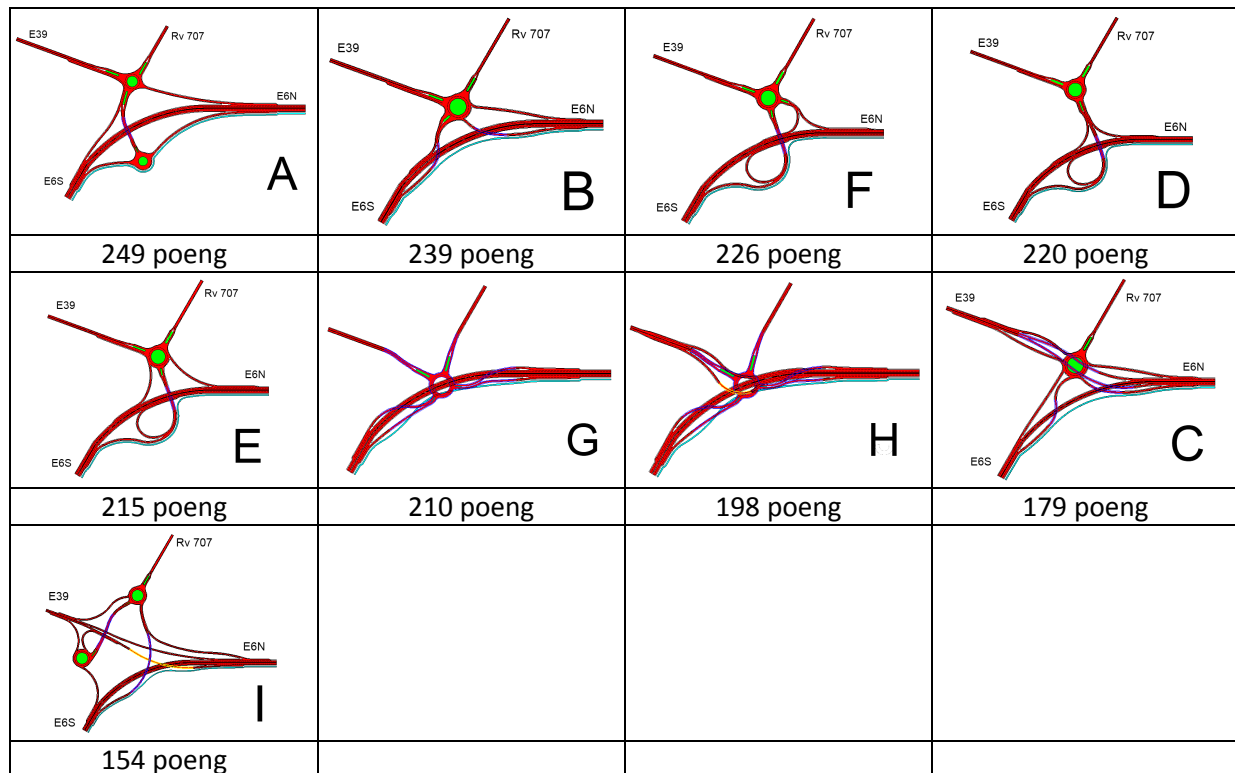 E39
Rv 707
E6N
E6S
A
E39
Rv 707
E6N
E6S
B
E39
Rv 707
E6N
E6S
F
E39
Rv 707
E6N
E6S
D
249 poeng
239 poeng
226 poeng
220 poeng
E39
Rv 707
E6N
E6S
E
G
H
E39
Rv 707
E6N
E6S
C
215 poeng
210 poeng
198 poeng
179 poeng
Rv 707
E39
E6N
E6S
I
154 poeng